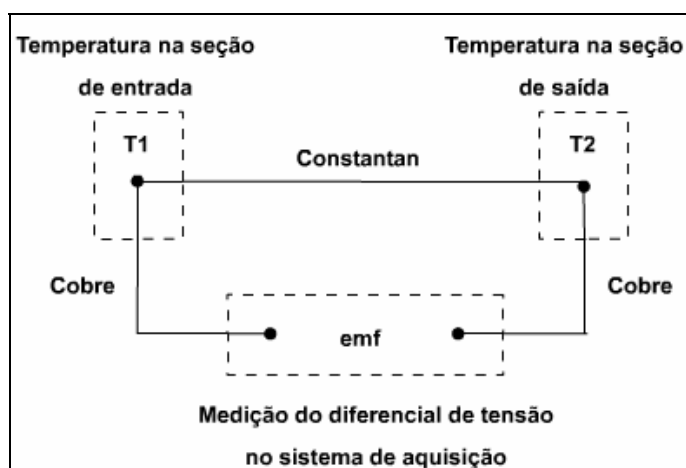 Temperatura na seção
de entrada
Temperatura na seção
de saída
T1
T2
Constantan
Cobre
Cobre
emf
Medição do diferencial de tensão
no sistema de aquisição